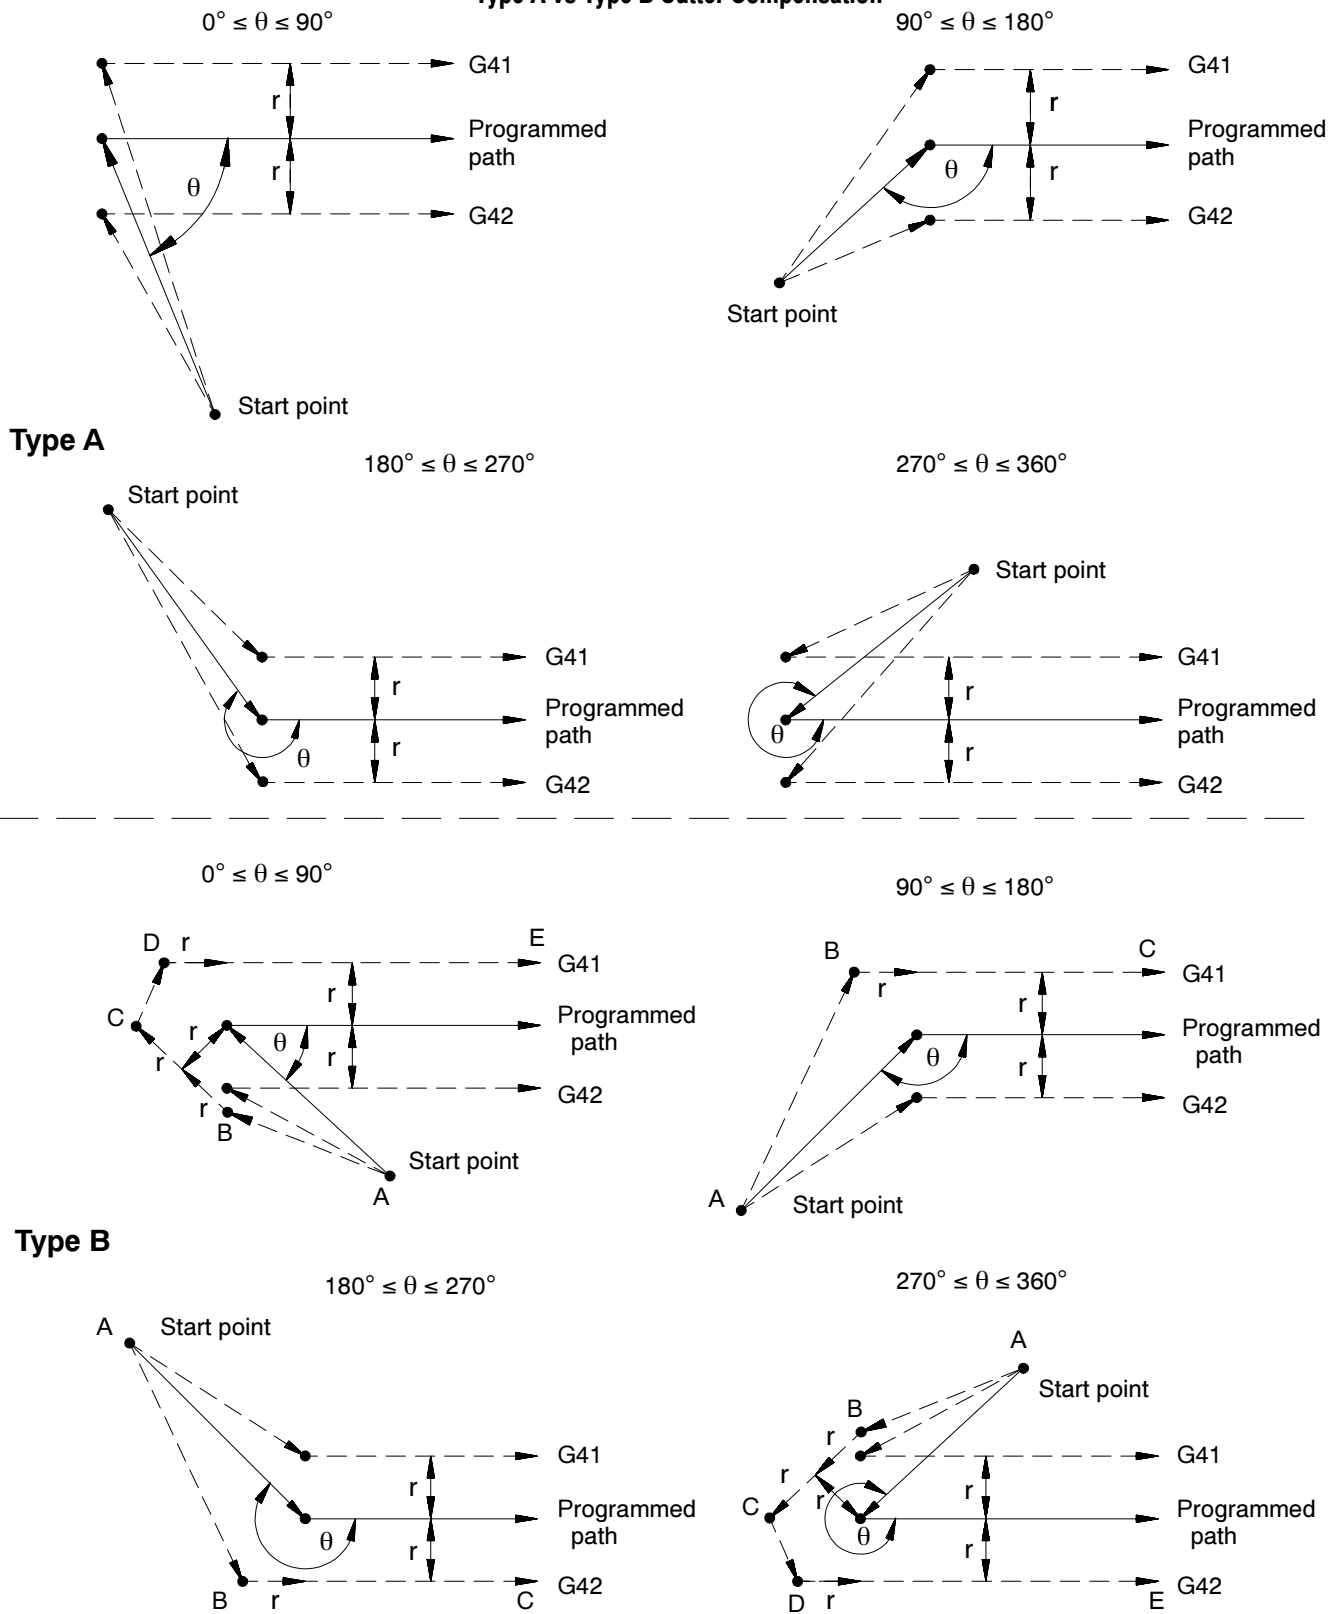 Type A vs Type B Cutter Compensation
0° ≤ θ ≤ 90°
G41
r
Programmed
path
r
θ
G42
Start point
90° ≤ θ ≤ 180°
G41
r
Programmed
path
θ
r
G42
Start point
Type A
180° ≤ θ ≤ 270°
Start point
G41
r
Programmed
path
r
θ
G42
270° ≤ θ ≤ 360°
Start point
G41
r
Programmed
path
θ
r
G42
0° ≤ θ ≤ 90°
D
r
E
G41
r
C
r
Programmed
path
θ
r
r
G42
r
B
Start point
A
90° ≤ θ ≤ 180°
B
C
G41
r
r
Programmed
path
θ
r
G42
A
Start point
Type B
180° ≤ θ ≤ 270°
A
Start point
G41
r
Programmed
path
θ
r
G42
B
r
C
270° ≤ θ ≤ 360°
A
Start point
B
r
G41
r
r
C
r
Programmed
path
θ
r
G42
D
r
E